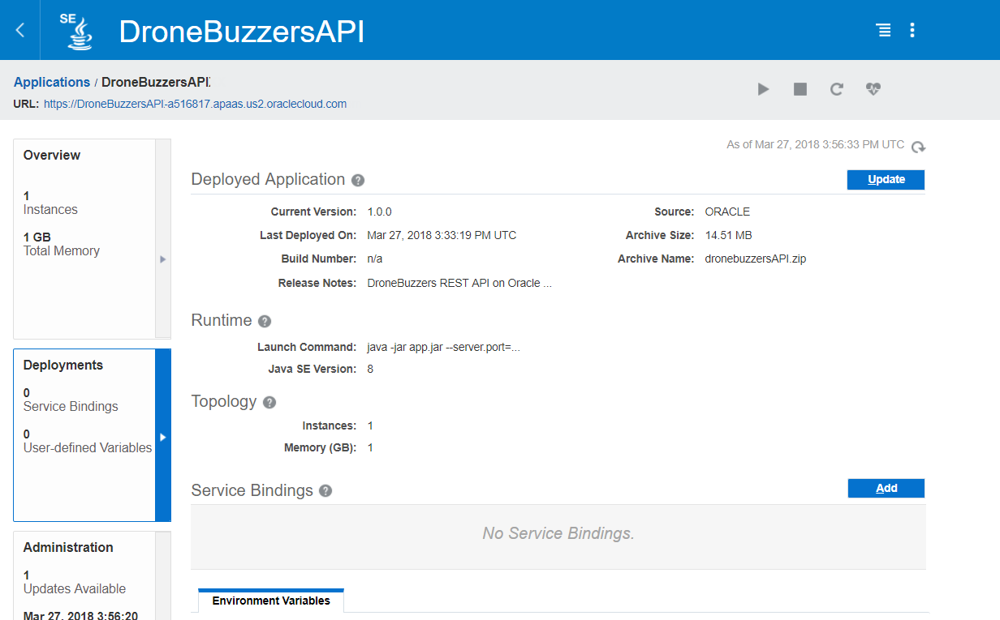 SE
DroneBuzzersAPI
Applications / DroneBuzzersAPI
URL: https://DroneBuzzersAPI-a516817.apaas.us2.oraclecloud.com
As of Mar 27, 2018 3:56:33 PM UTC
Overview
1
Instances
1 GB
Total Memory
Deployments
0
Service Bindings
0
User-defined Variables
Administration
1
Updates Available
Mar 27, 2018 3:56:20
Deployed Application ?
Update
Current Version: 1.0.0
Source: ORACLE
Last Deployed On: Mar 27, 2018 3:33:19 PM UTC
Archive Size: 14.51 MB
Build Number: n/a
Archive Name: dronebuzzersAPI.zip
Release Notes: DroneBuzzers REST API on Oracle ...
Runtime ?
Launch Command: java -jar app.jar --server.port=...
Java SE Version: 8
Topology ?
Instances: 1
Memory (GB): 1
Service Bindings ?
Add
No Service Bindings.
Environment Variables